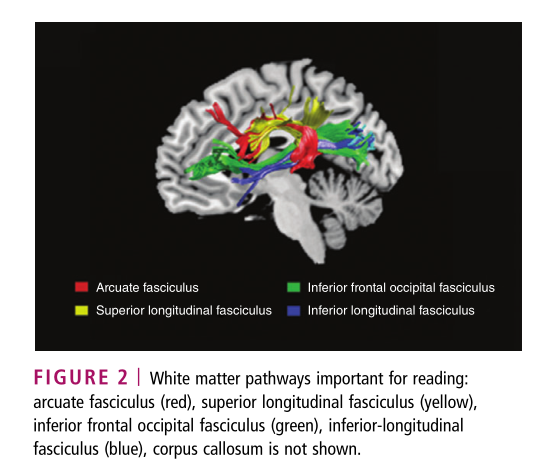 Arcuate fasciculus
Inferior frontal occipital fasciculus
Superior longitudinal fasciculus
Inferior longitudinal fasciculus
FIGURE 2 | White matter pathways important for reading:
arcuate fasciculus (red), superior longitudinal fasciculus (yellow),
inferior frontal occipital fasciculus (green), inferior-longitudinal
fasciculus (blue), corpus callosum is not shown.